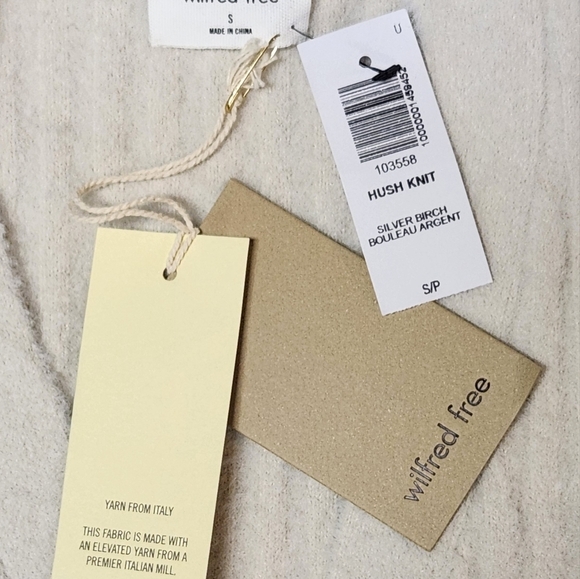 wilfred free
S
MADE IN CHINA
U
1000001459452
103558
HUSH KNIT
SILVER BIRCH
BOULEAU ARGENT
S/P
wilfred free
YARN FROM ITALY
THIS FABRIC IS MADE WITH
AN ELEVATED YARN FROM A
PREMIER ITALIAN MILL.